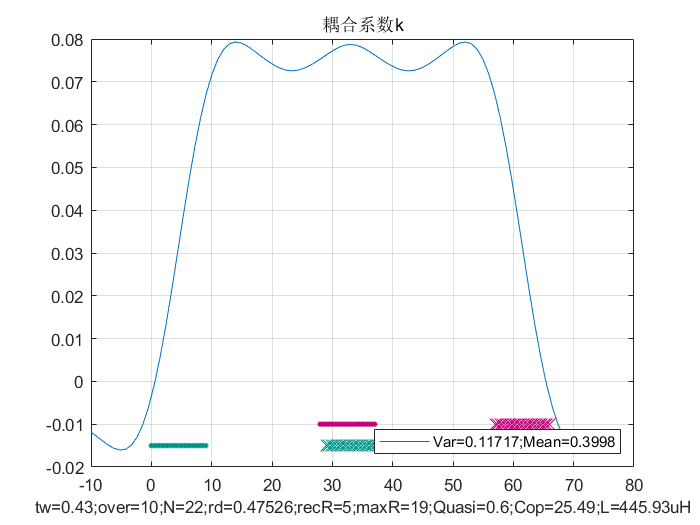 耦合系数k
0.08
0.07
0.06
0.05
0.04
0.03
0.02
0.01
0
-0.01
-0.02
Var=0.11717;Mean=0.3998
-10 0 10 20 30 40 50 60 70 80
tw=0.43;over=10;N=22;rd=0.47526;recR=5;maxR=19;Quasi=0.6;Cop=25.49;L=445.93uH